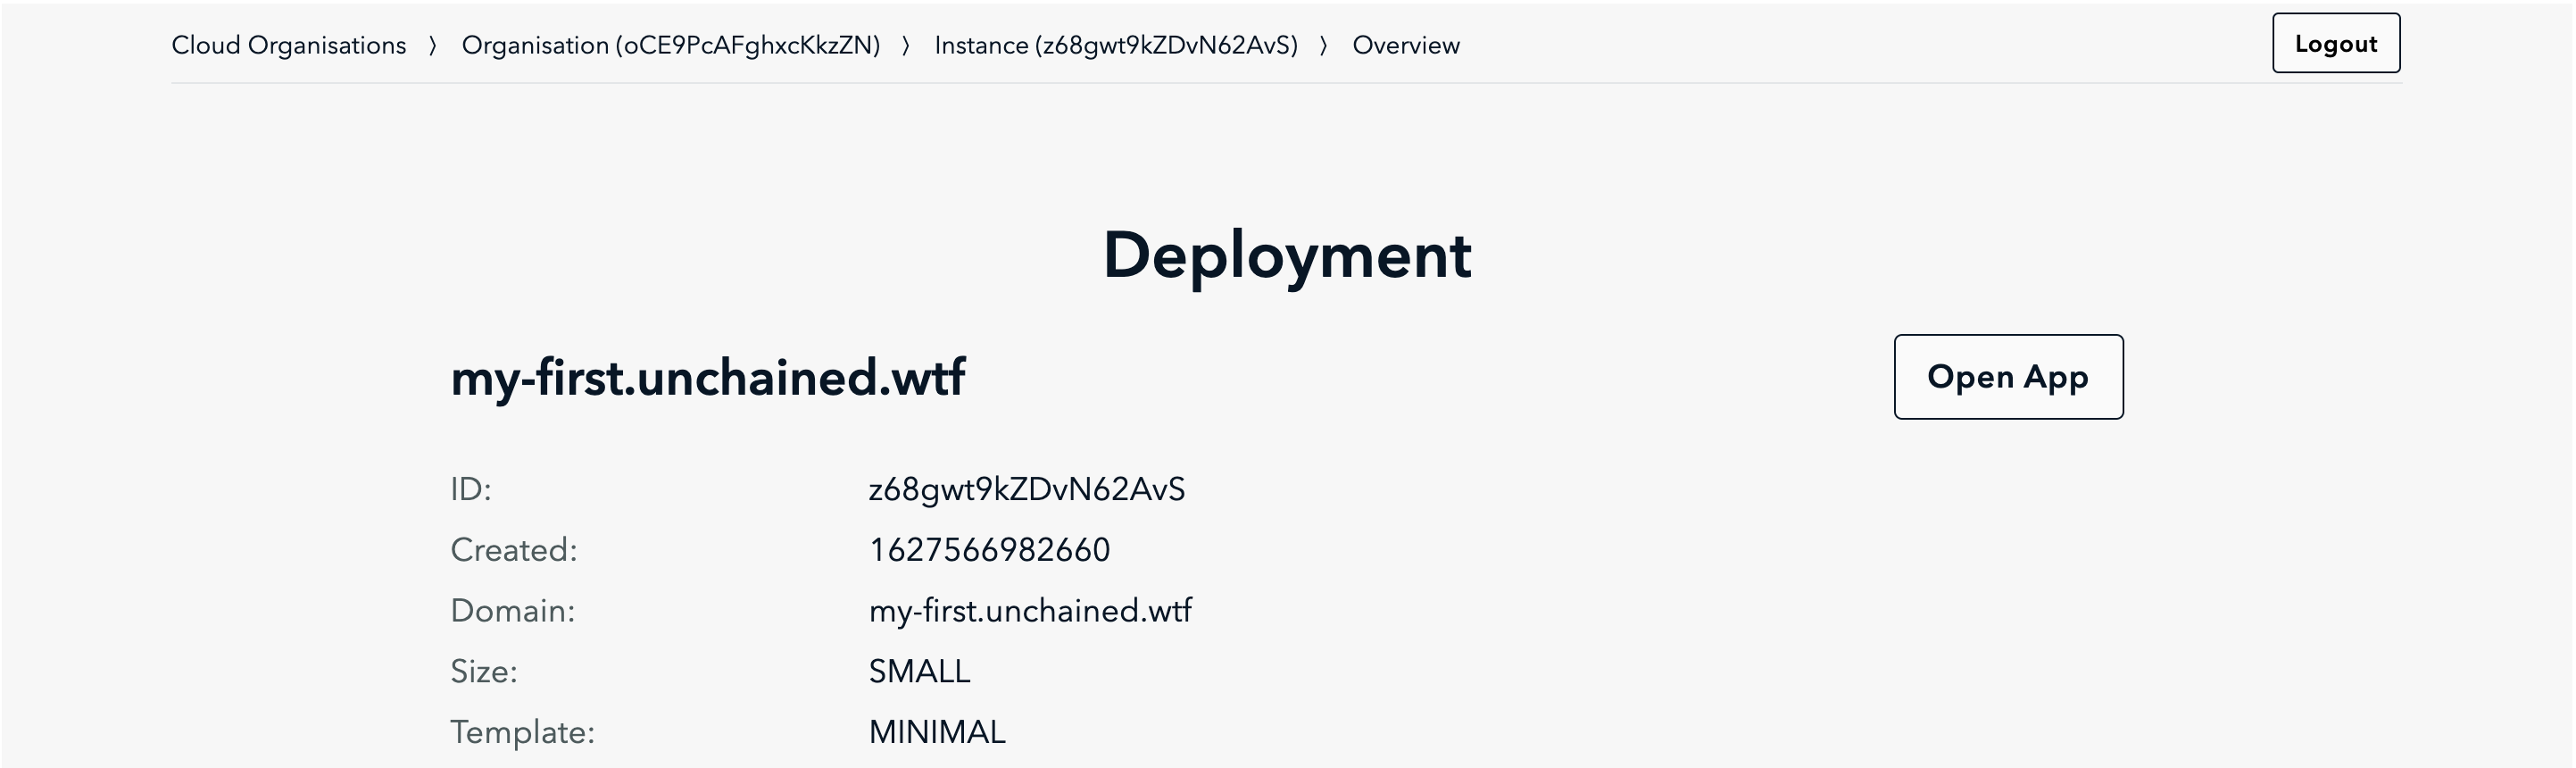 Cloud Organisations 〉 Organisation (oCE9PcAFghxcKkzZN) 〉 Instance (z68gwt9kZDvN62AvS) 〉 Overview
Logout
Deployment
my-first.unchained.wtf
Open App
ID: z68gwt9kZDvN62AvS
Created: 1627566982660
Domain: my-first.unchained.wtf
Size: SMALL
Template: MINIMAL